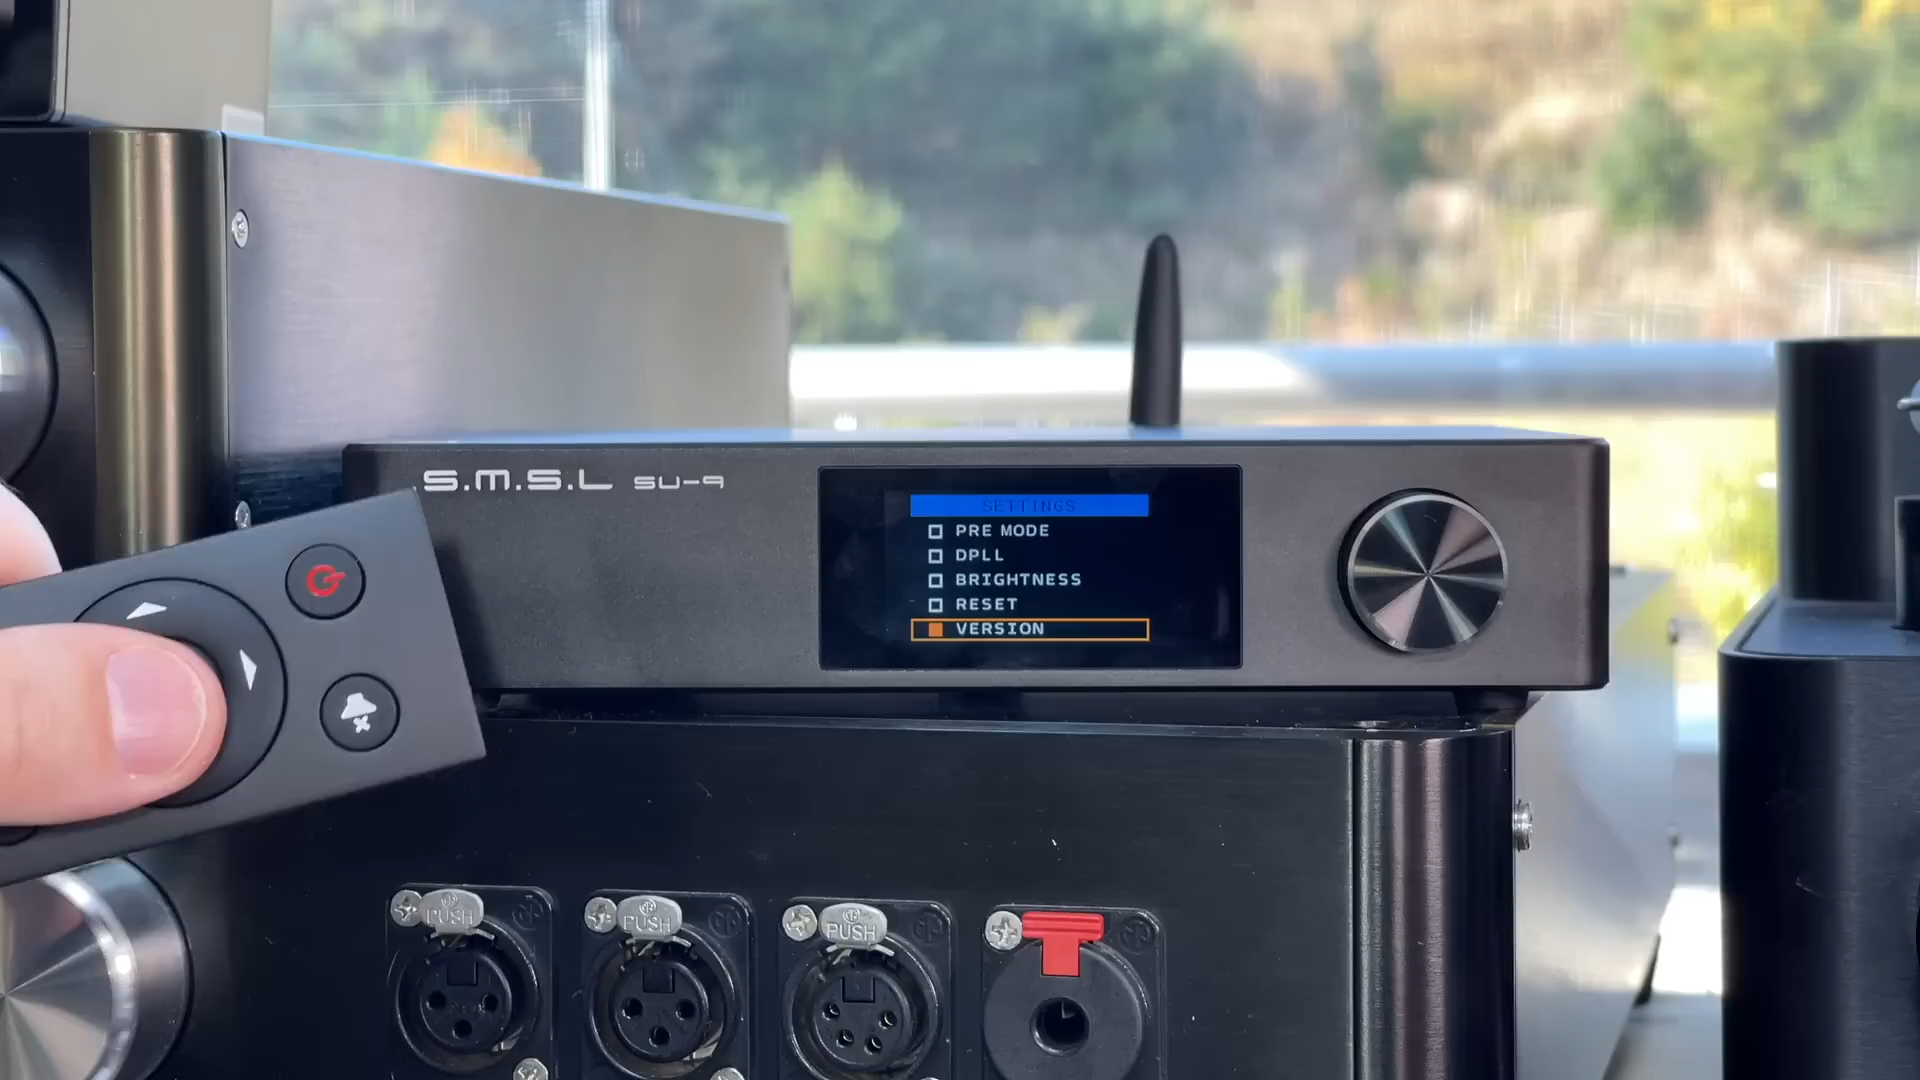 S.M.S.L SU-9
SETTINGS
PRE MODE
DPLL
BRIGHTNESS
RESET
VERSION
PUSH
PUSH
PUSH